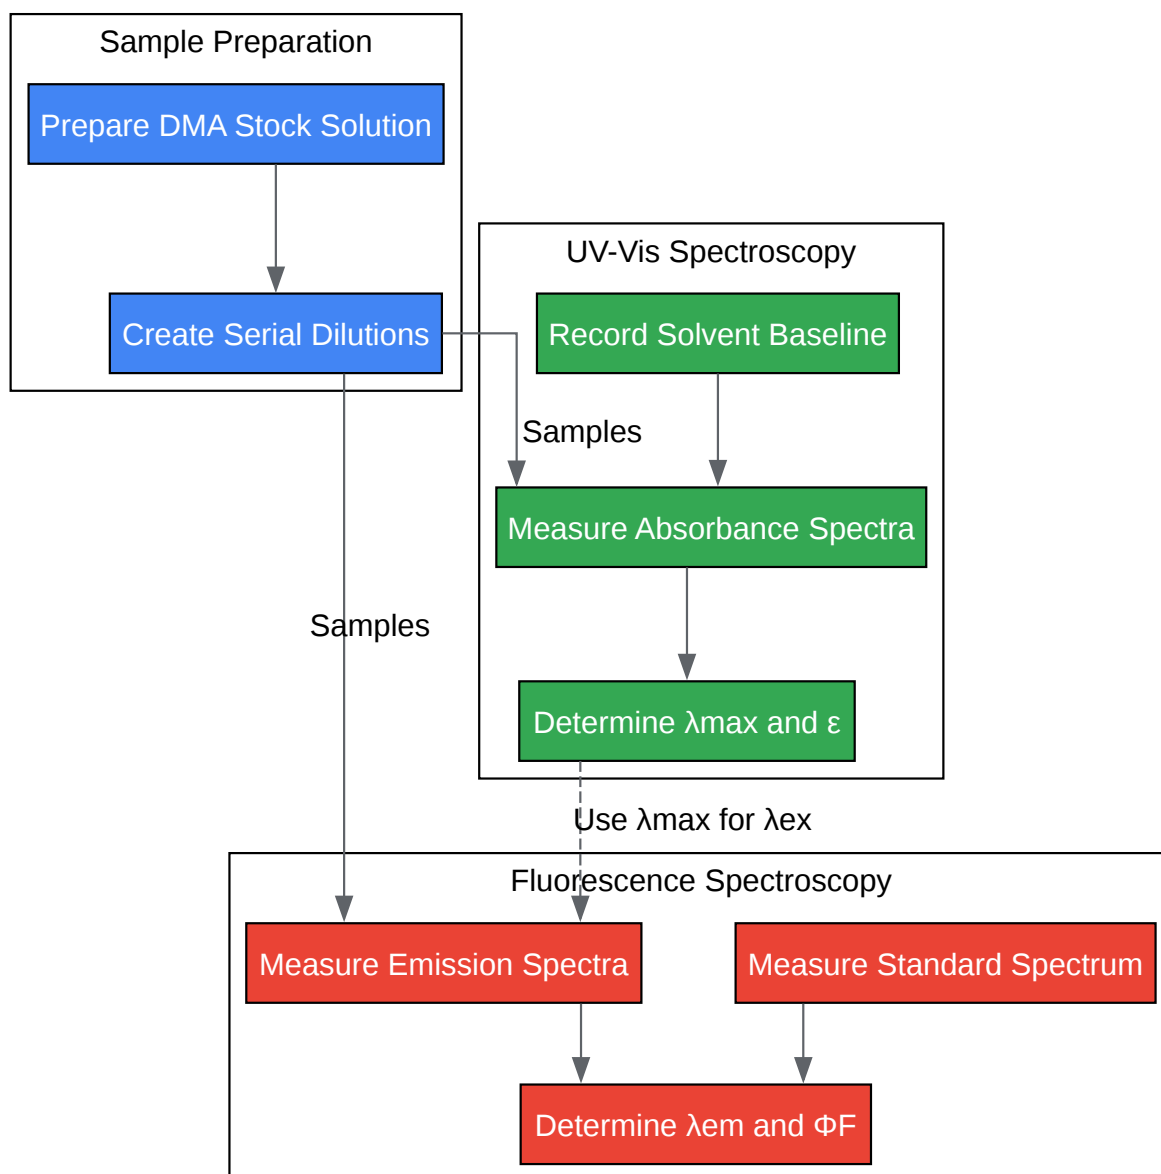 Sample Preparation
Prepare DMA Stock Solution
Create Serial Dilutions
UV-Vis Spectroscopy
Record Solvent Baseline
Samples
Measure Absorbance Spectra
Samples
Determine λmax and ε
Use λmax for λex
Fluorescence Spectroscopy
Measure Emission Spectra
Measure Standard Spectrum
Determine λem and ΦF